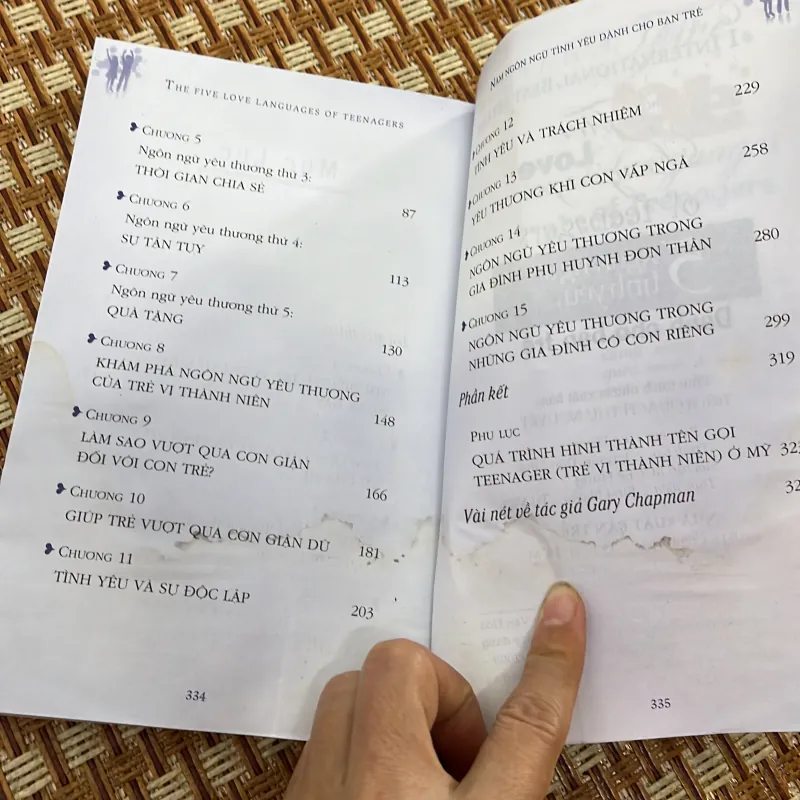 THE FIVE LOVE LANGUAGES OF TEENAGERS
CHƯƠNG 5
Ngôn ngữ yêu thương thứ 3:
THỜI GIAN CHIA SẺ
87
CHƯƠNG 6
Ngôn ngữ yêu thương thứ 4:
SỰ TẬN TỤY
113
CHƯƠNG 7
Ngôn ngữ yêu thương thứ 5:
QUÀ TẶNG
130
CHƯƠNG 8
KHÁM PHÁ NGÔN NGỮ YÊU THƯƠNG
CỦA TRẺ VỊ THÀNH NIÊN
148
CHƯƠNG 9
LÀM SAO VƯỢT QUA CƠN GIẬN
ĐỐI VỚI CON TRẺ?
166
CHƯƠNG 10
GIÚP TRẺ VƯỢT QUA CƠN GIẬN DỮ 181
CHƯƠNG 11
TÌNH YÊU VÀ SỰ ĐỘC LẬP
203
334
NĂM NGÔN NGỮ TÌNH YÊU DÀNH CHO BẠN TRẺ
229
CHƯƠNG 12
TÌNH YÊU VÀ TRÁCH NHIỆM
258
CHƯƠNG 13
YÊU THƯƠNG KHI CON VẤP NGÃ
CHƯƠNG 14
NGÔN NGỮ YÊU THƯƠNG TRONG
GIA ĐÌNH PHỤ HUYNH ĐƠN THÂN
280
CHƯƠNG 15
NGÔN NGỮ YÊU THƯƠNG TRONG
NHỮNG GIA ĐÌNH CÓ CON RIÊNG
299
319
Phần kết
PHỤ LỤC
QUÁ TRÌNH HÌNH THÀNH TÊN GỌI
TEENAGER (TRẺ VỊ THÀNH NIÊN) Ở MỸ
Vài nét về tác giả Gary Chapman
335